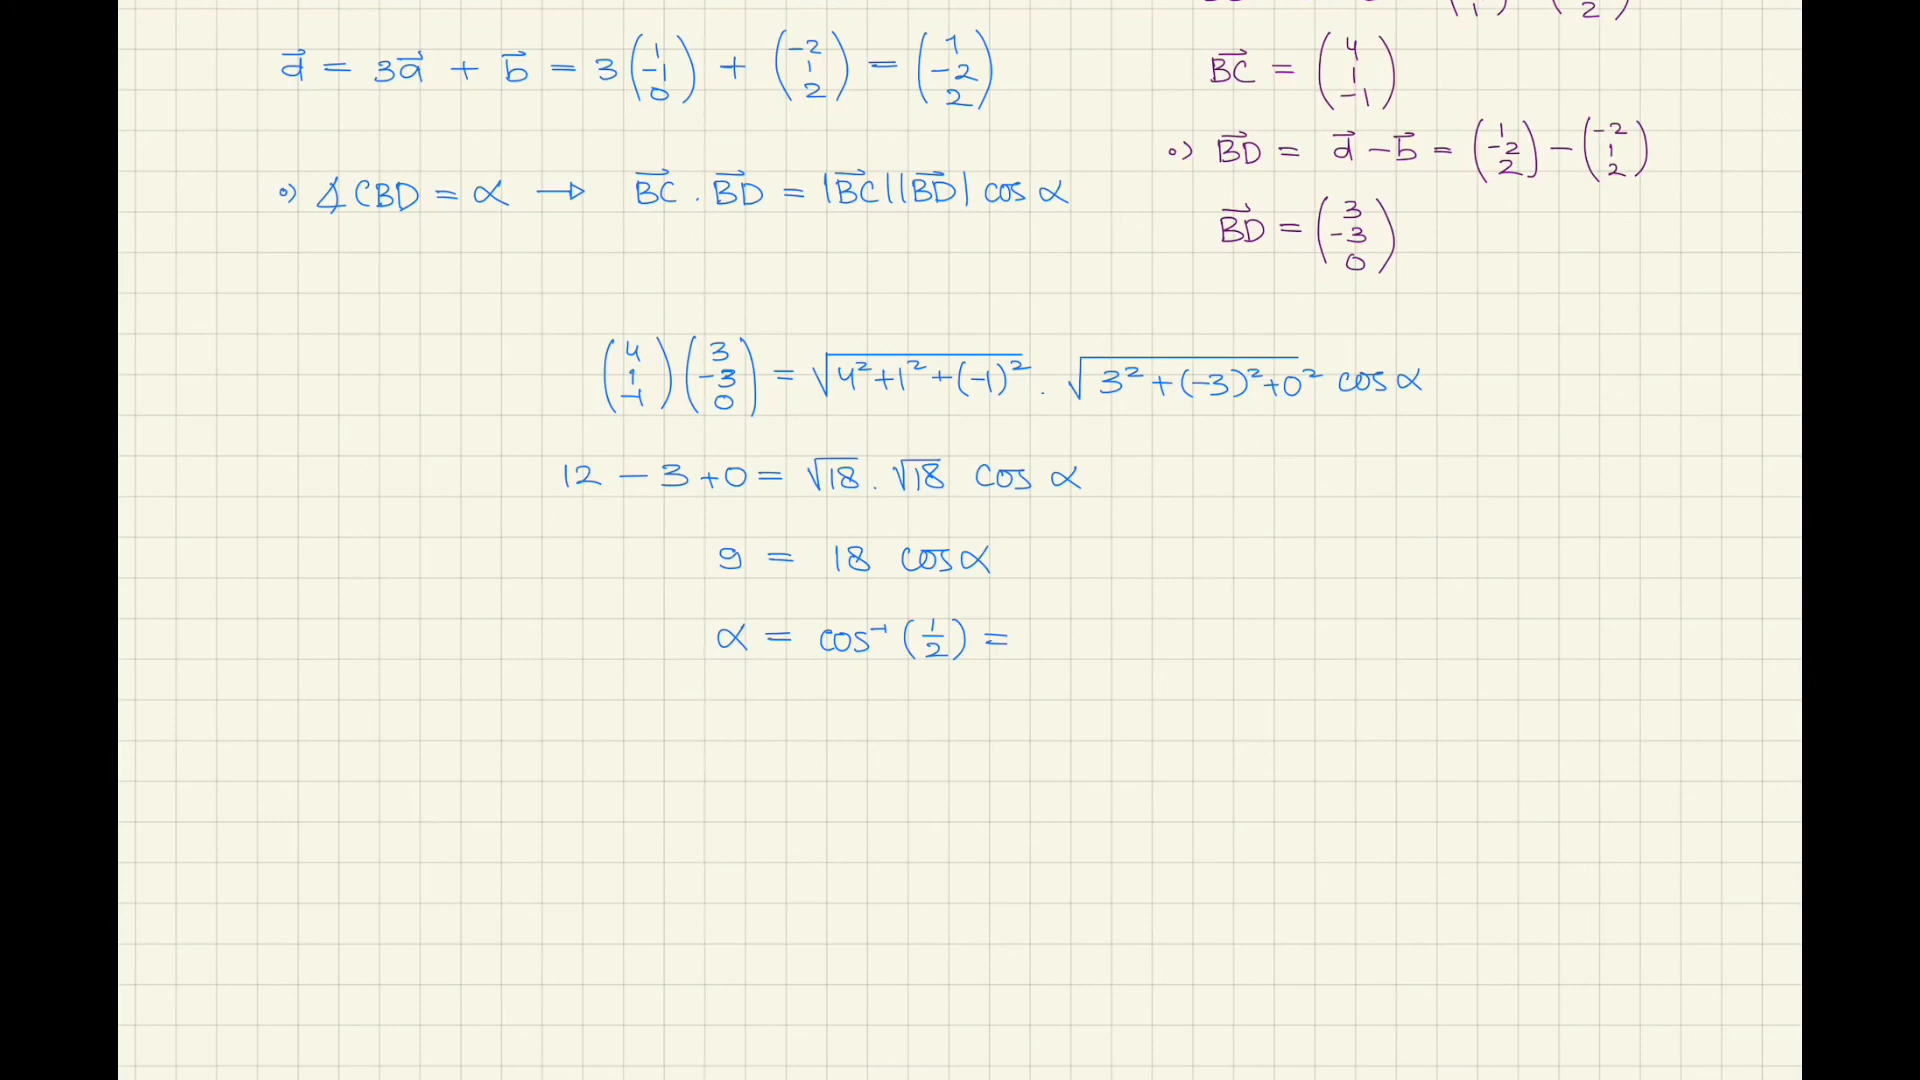 d⃗ = 3a⃗ + b⃗ = 3(1 -1 0) + (-2 1 2) = (1 -2 2)
∘) ∡CBD = α → BC⃗ . BD⃗ = |BC⃗||BD⃗| cos α
(4 1 -1)(3 -3 0) = √(4²+1²+(-1)²) . √(3²+(-3)²+0²) cos α
12 - 3 + 0 = √18 . √18 cos α
9 = 18 cos α
α = cos⁻¹(1/2) =
BC⃗ = (4 1 -1)
∘) BD⃗ = d⃗ - b⃗ = (1 -2 2) - (-2 1 2)
BD⃗ = (3 -3 0)